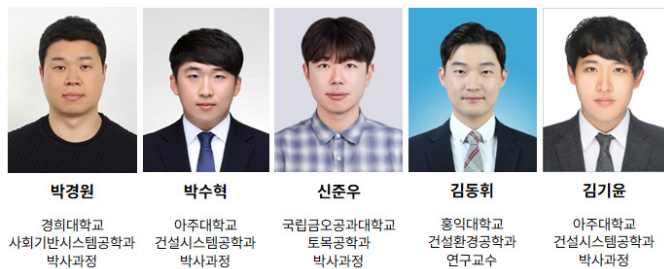 박경원
경희대학교
사회기반시스템공학과
박사과정
박수혁
아주대학교
건설시스템공학과
박사과정
신준우
국립금오공과대학교
토목공학과
박사과정
김동휘
홍익대학교
건설환경공학과
연구교수
김기윤
아주대학교
건설시스템공학과
박사과정